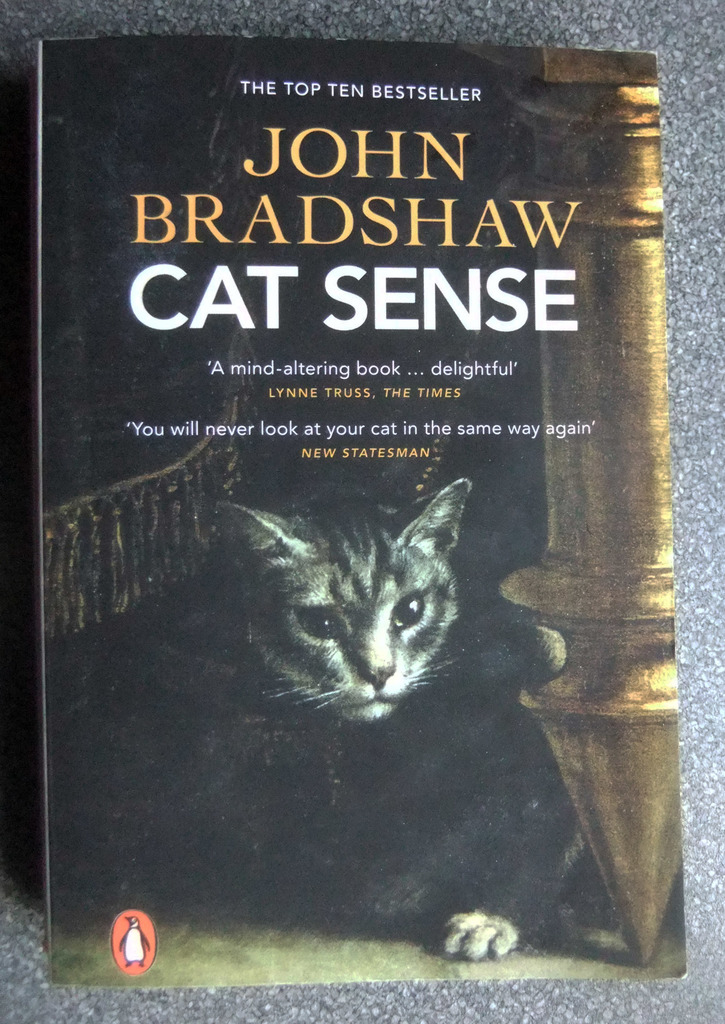 THE TOP TEN BESTSELLER
JOHN
BRADSHAW
CAT SENSE
'A mind-altering book ... delightful'
LYNNE TRUSS, THE TIMES
'You will never look at your cat in the same way again'
NEW STATESMAN